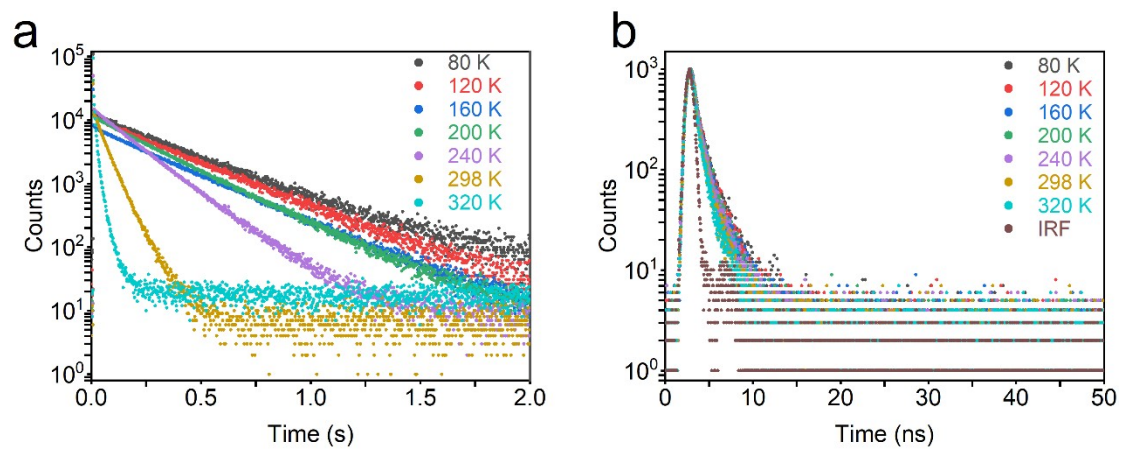 a
10^5
10^4
10^3
10^2
10^1
10^0
Counts
80 K
120 K
160 K
200 K
240 K
298 K
320 K
0.0 0.5 1.0 1.5 2.0
Time (s)
b
10^3
10^2
10^1
10^0
Counts
80 K
120 K
160 K
200 K
240 K
298 K
320 K
IRF
0 10 20 30 40 50
Time (ns)